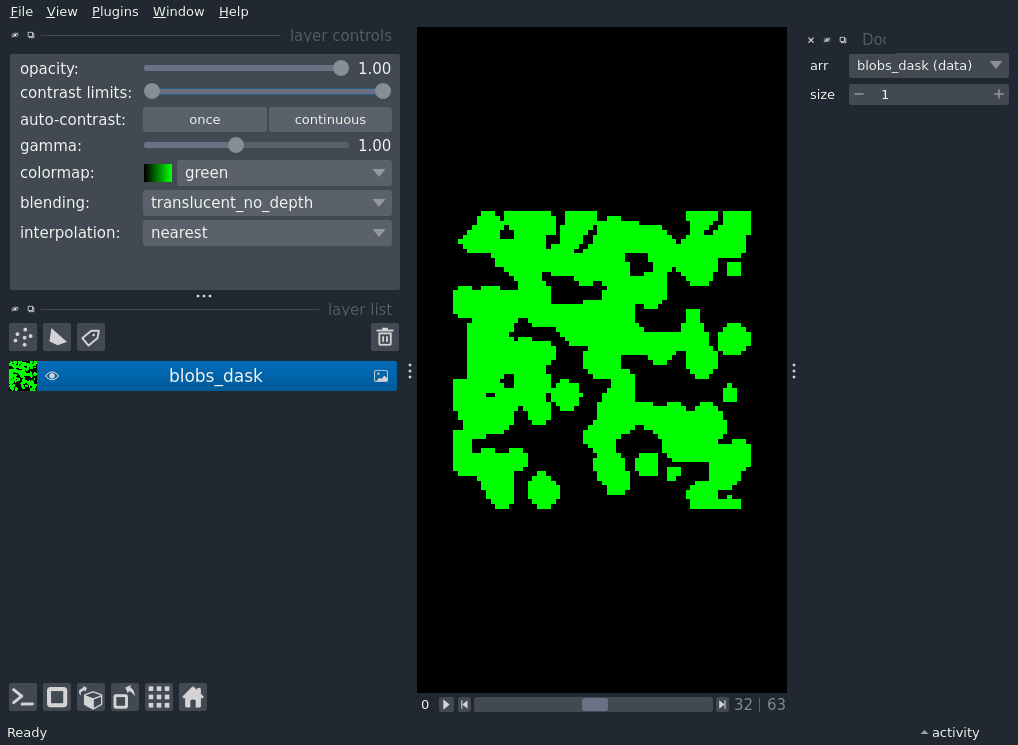 File View Plugins Window Help
layer controls
opacity: 1.00
contrast limits:
auto-contrast: once continuous
gamma: 1.00
colormap: green
blending: translucent_no_depth
interpolation: nearest
layer list
blobs_dask
Ready
0 32 | 63
Doc
arr blobs_dask (data)
size 1
activity